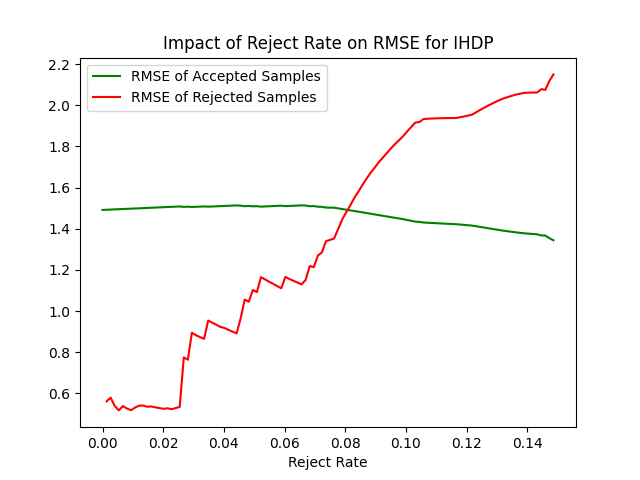 Impact of Reject Rate on RMSE for IHDP
RMSE of Accepted Samples
RMSE of Rejected Samples
2.2
2.0
1.8
1.6
1.4
1.2
1.0
0.8
0.6
0.00 0.02 0.04 0.06 0.08 0.10 0.12 0.14
Reject Rate